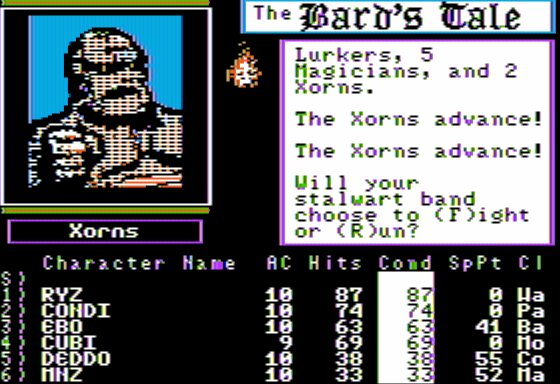 The Bard's Tale
Lurkers, 5
Magicians, and 2
Xorns.
The Xorns advance!
The Xorns advance!
Will your
stalwart band
choose to (F)ight
or (R)un?
Xorns
Character Name AC Hits Cond SpPt Cl
S)
1) RYZ 10 87 87 0 Wa
2) CONDI 10 74 74 0 Pa
3) EBO 10 63 63 41 Ba
4) CUBI 9 69 69 0 Mo
5) DEDDO 10 38 38 55 Co
6) MNZ 10 33 33 52 Ma